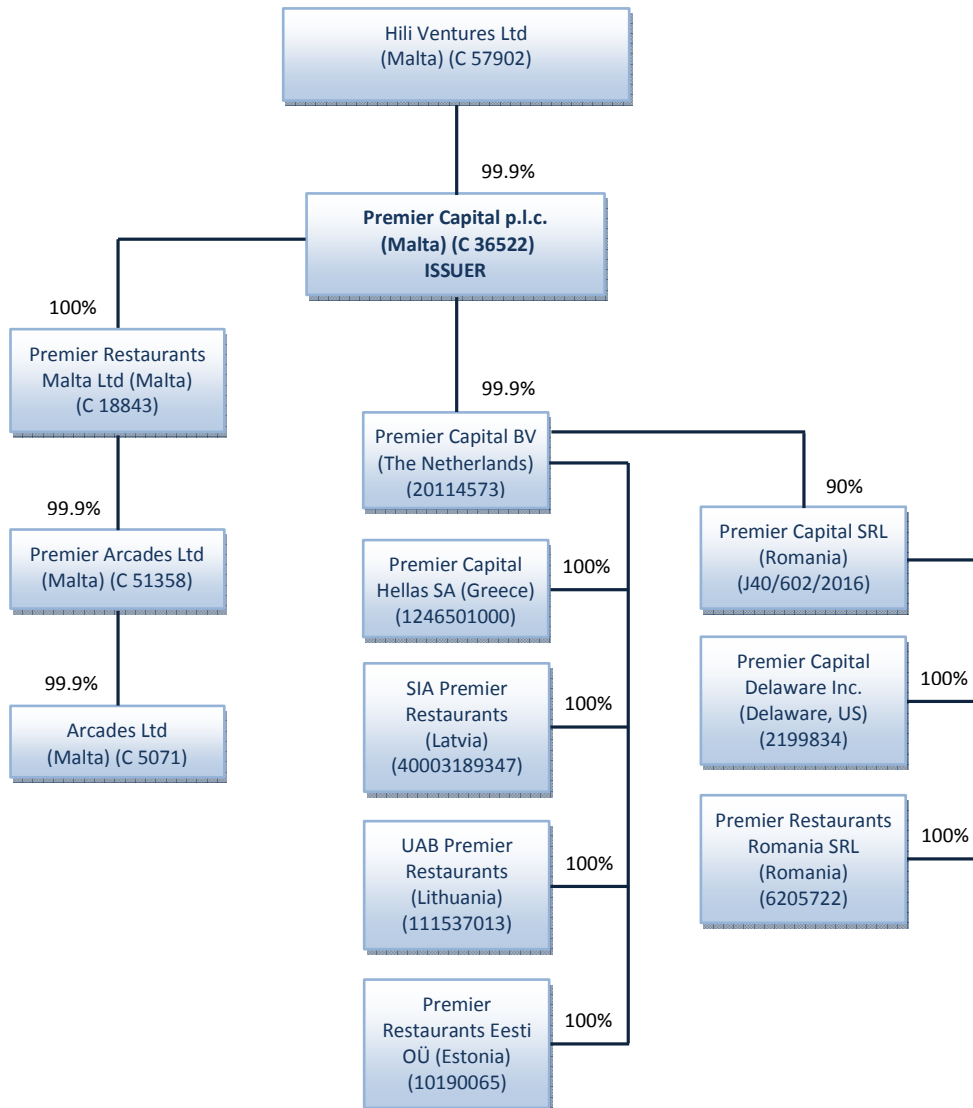 Hili Ventures Ltd
(Malta) (C 57902)
99.9%
Premier Capital p.l.c.
(Malta) (C 36522)
ISSUER
100%
Premier Restaurants
Malta Ltd (Malta)
(C 18843)
99.9%
Premier Arcades Ltd
(Malta) (C 51358)
99.9%
Arcades Ltd
(Malta) (C 5071)
99.9%
Premier Capital BV
(The Netherlands)
(20114573)
100%
Premier Capital
Hellas SA (Greece)
(1246501000)
100%
SIA Premier
Restaurants
(Latvia)
(40003189347)
100%
UAB Premier
Restaurants
(Lithuania)
(111537013)
100%
Premier
Restaurants Eesti
OÜ (Estonia)
(10190065)
90%
Premier Capital SRL
(Romania)
(J40/602/2016)
100%
Premier Capital
Delaware Inc.
(Delaware, US)
(2199834)
100%
Premier Restaurants
Romania SRL
(Romania)
(6205722)